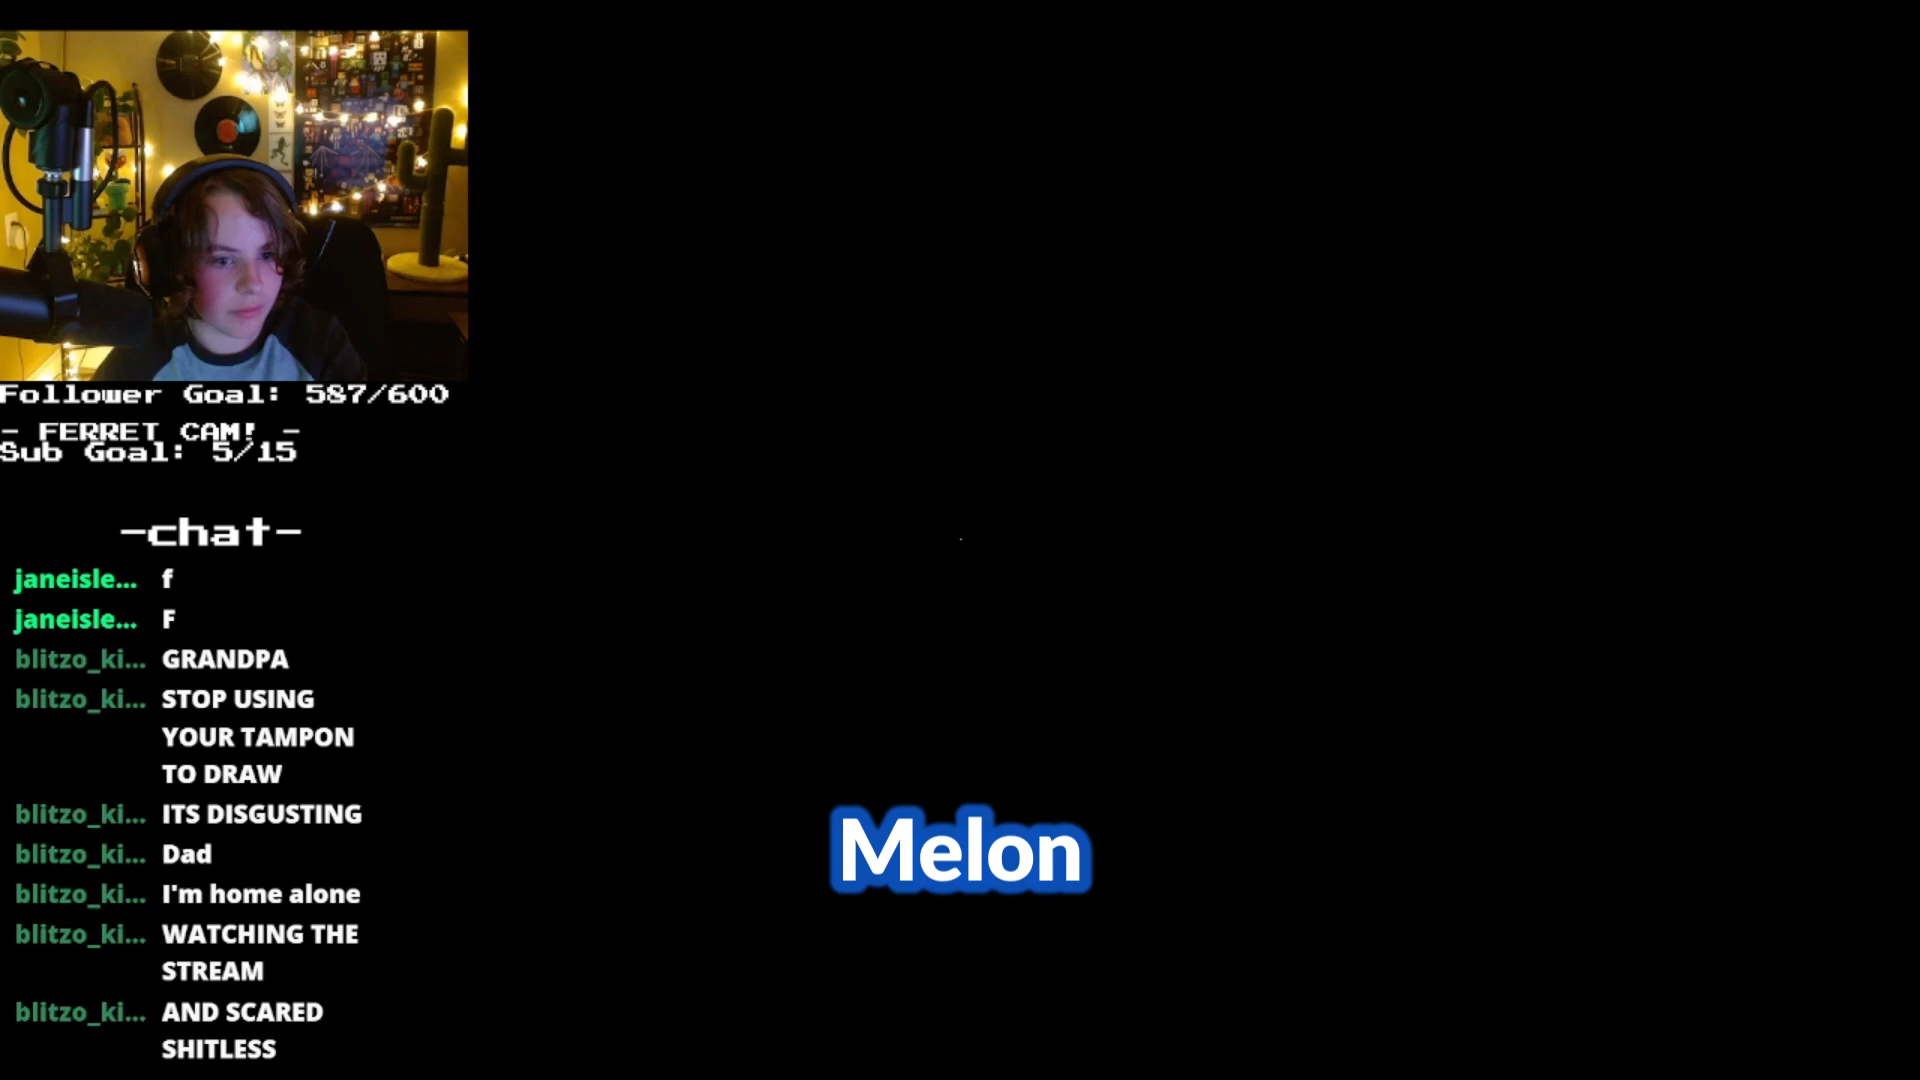 Follower Goal: 587/600
- FERRET CAM! -
Sub Goal: 5/15
-chat-
janeisle... f
janeisle... F
blitzo_ki... GRANDPA
blitzo_ki... STOP USING
YOUR TAMPON
TO DRAW
blitzo_ki... ITS DISGUSTING
blitzo_ki... Dad
blitzo_ki... I'm home alone
blitzo_ki... WATCHING THE
STREAM
blitzo_ki... AND SCARED
SHITLESS
Melon